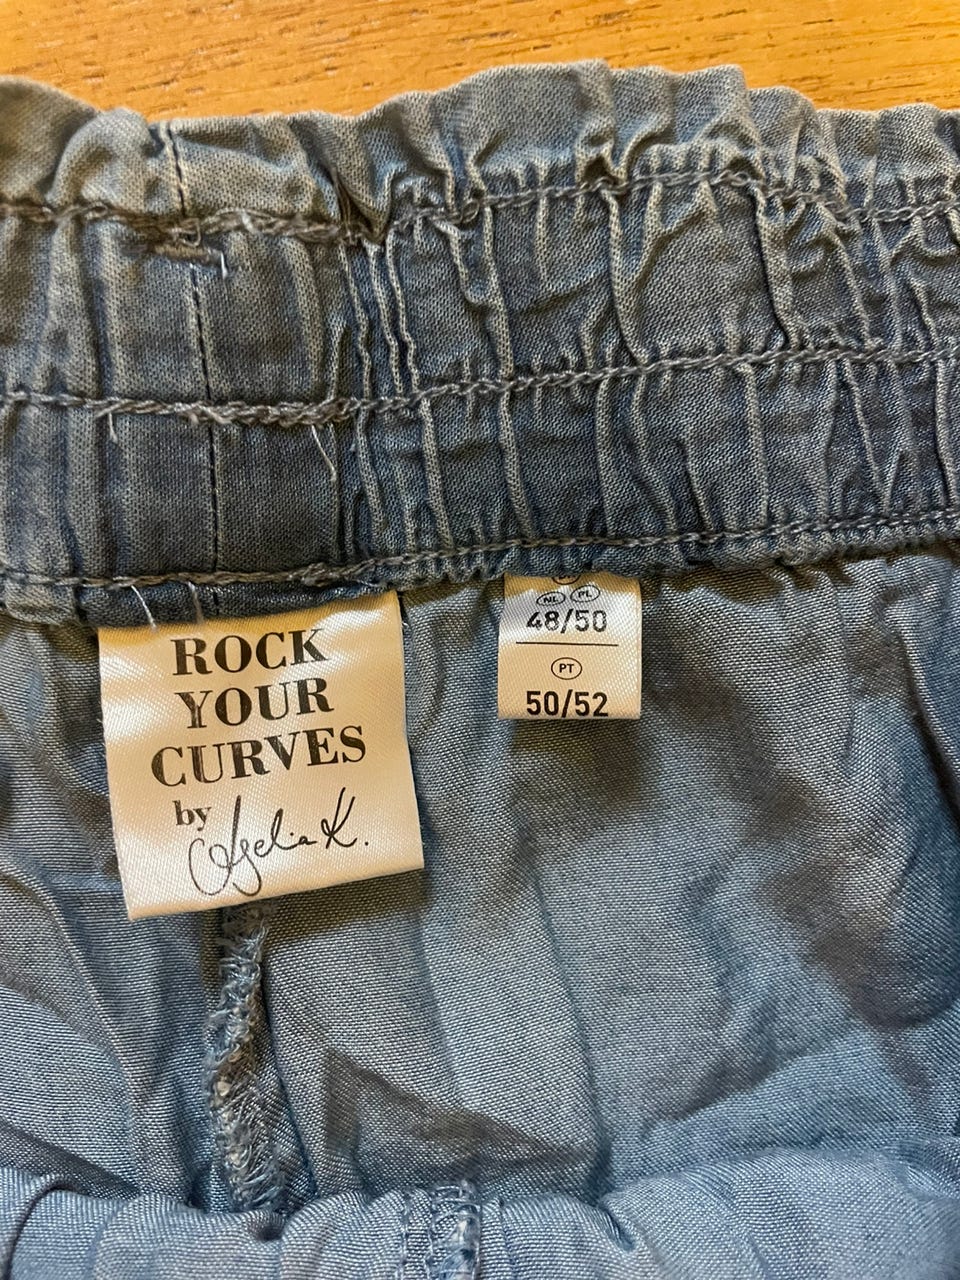 ROCK
YOUR
CURVES
by Angelina K.
NL PL
48/50
PT
50/52